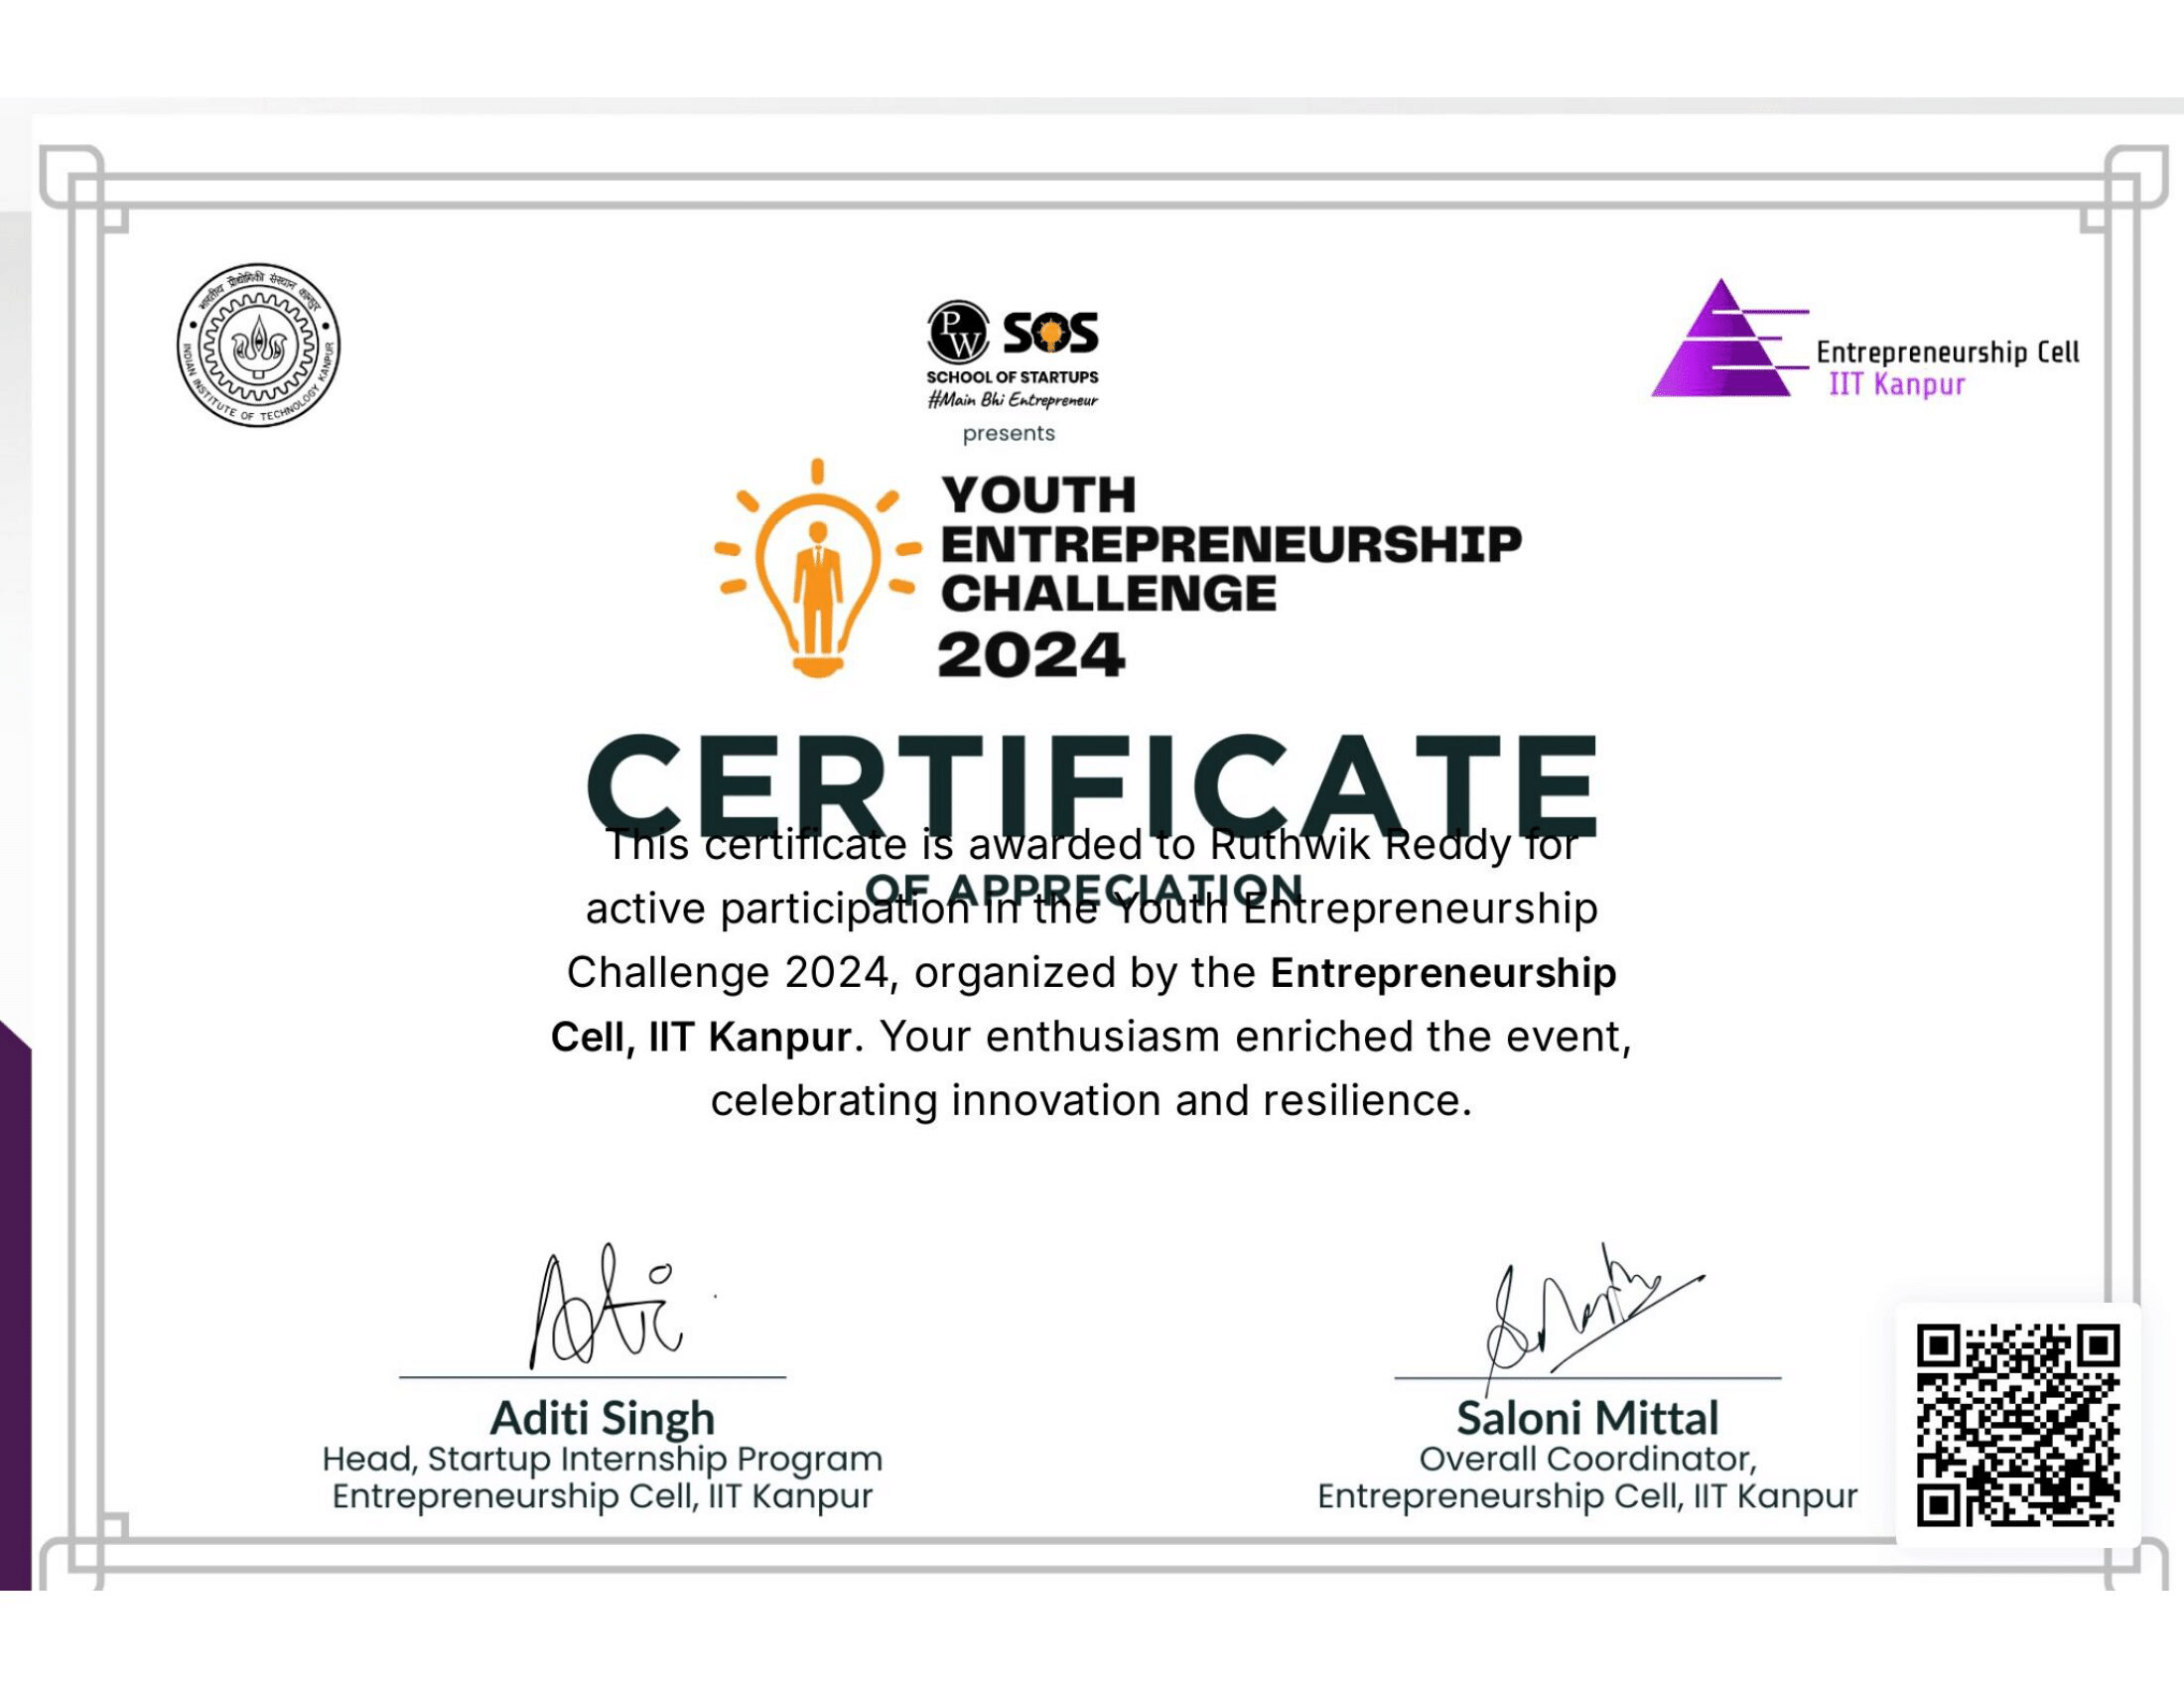 भारतीय प्रौद्योगिकी संस्थान कानपुर
INDIAN INSTITUTE OF TECHNOLOGY KANPUR
PW SOS
SCHOOL OF STARTUPS
#Main Bhi Entrepreneur
presents
Entrepreneurship Cell
IIT Kanpur
YOUTH
ENTREPRENEURSHIP
CHALLENGE
2024
CERTIFICATE
OF APPRECIATION
This certificate is awarded to Ruthwik Reddy for
active participation in the Youth Entrepreneurship
Challenge 2024, organized by the Entrepreneurship
Cell, IIT Kanpur. Your enthusiasm enriched the event,
celebrating innovation and resilience.
Aditi
Aditi Singh
Head, Startup Internship Program
Entrepreneurship Cell, IIT Kanpur
Saloni Mittal
Overall Coordinator,
Entrepreneurship Cell, IIT Kanpur